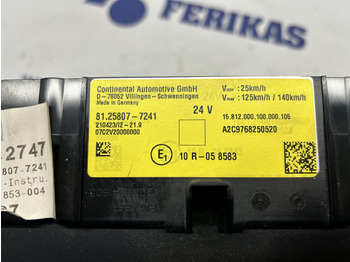 Continental Automotive GmbH
D - 78052 Villingen - Schwenningen
Made in Germany
Vmin :25km/h
Vmax :125km/h / 140km/h
81.25807-7241
24 V
15.812.000.100.000.105
210423/12 -21.9
07C2V20000000
A2C9768250520
E1 10 R-05 8583
2747
807-7241
-Instru.
853-004